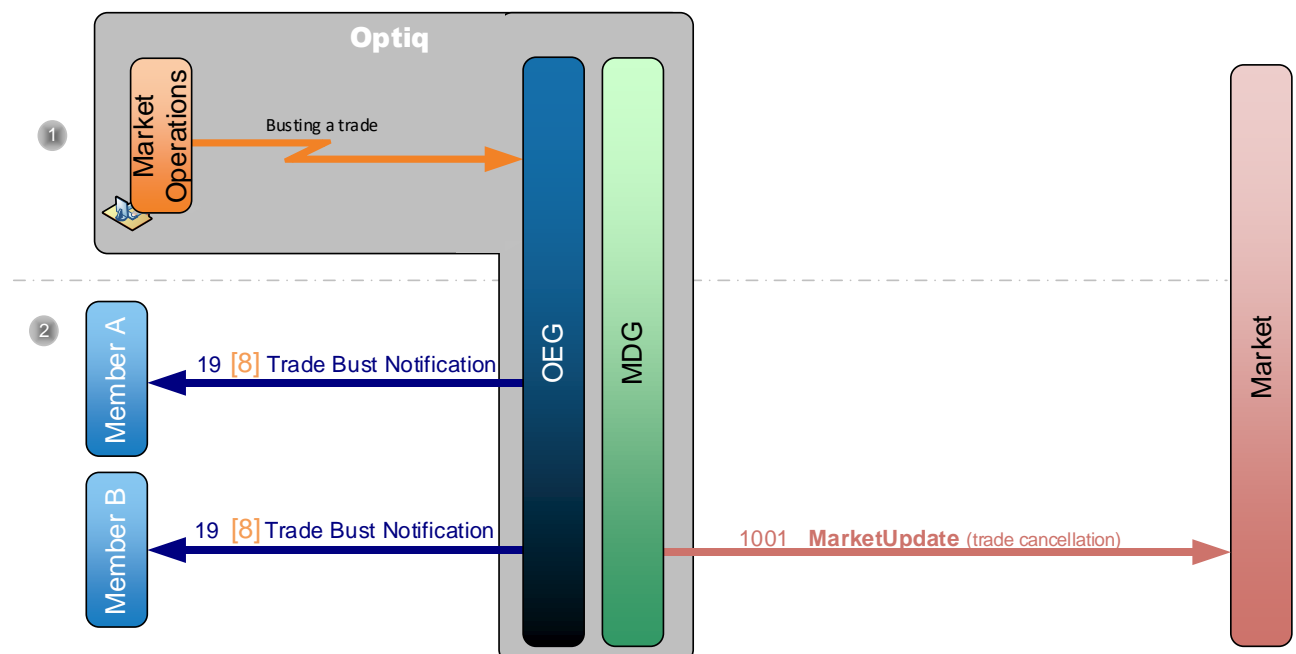 Optiq
Market
Operations
1
Busting a trade
OEG
MDG
Market
2
Member A
19 [8] Trade Bust Notification
Member B
19 [8] Trade Bust Notification
1001 MarketUpdate (trade cancellation)